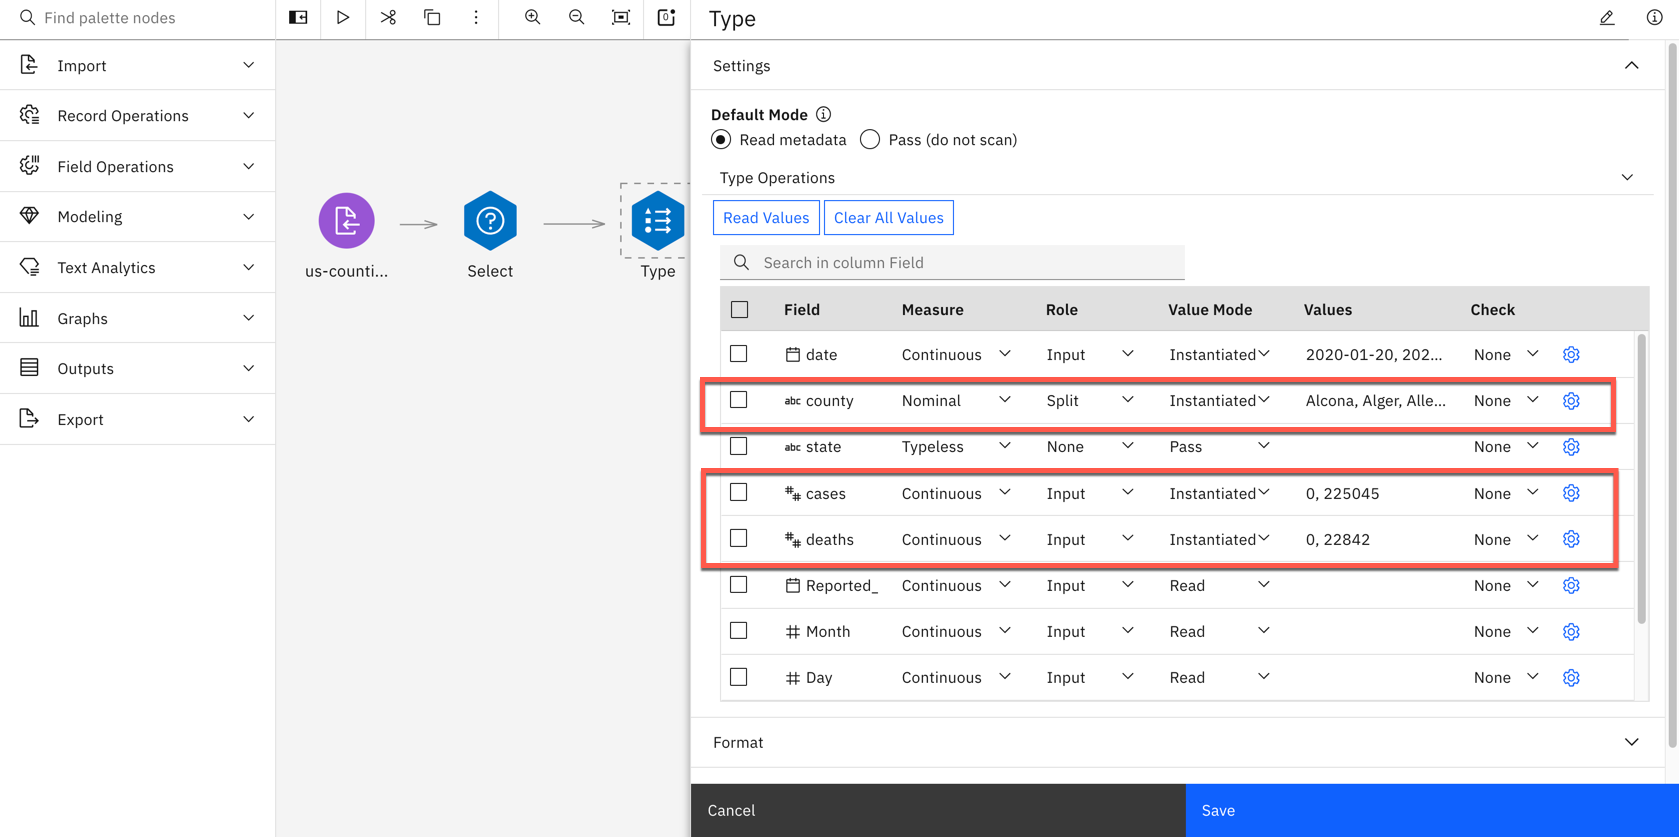 Find palette nodes
Type
Import
Record Operations
Field Operations
Modeling
Text Analytics
Graphs
Outputs
Export
us-counti...
Select
Type
Settings
Default Mode
Read metadata Pass (do not scan)
Type Operations
Read Values Clear All Values
Search in column Field
Field Measure Role Value Mode Values Check
date Continuous Input Instantiated 2020-01-20, 202... None
abc county Nominal Split Instantiated Alcona, Alger, Alle... None
abc state Typeless None Pass None
cases Continuous Input Instantiated 0, 225045 None
deaths Continuous Input Instantiated 0, 22842 None
Reported_ Continuous Input Read None
# Month Continuous Input Read None
# Day Continuous Input Read None
Format
Cancel Save